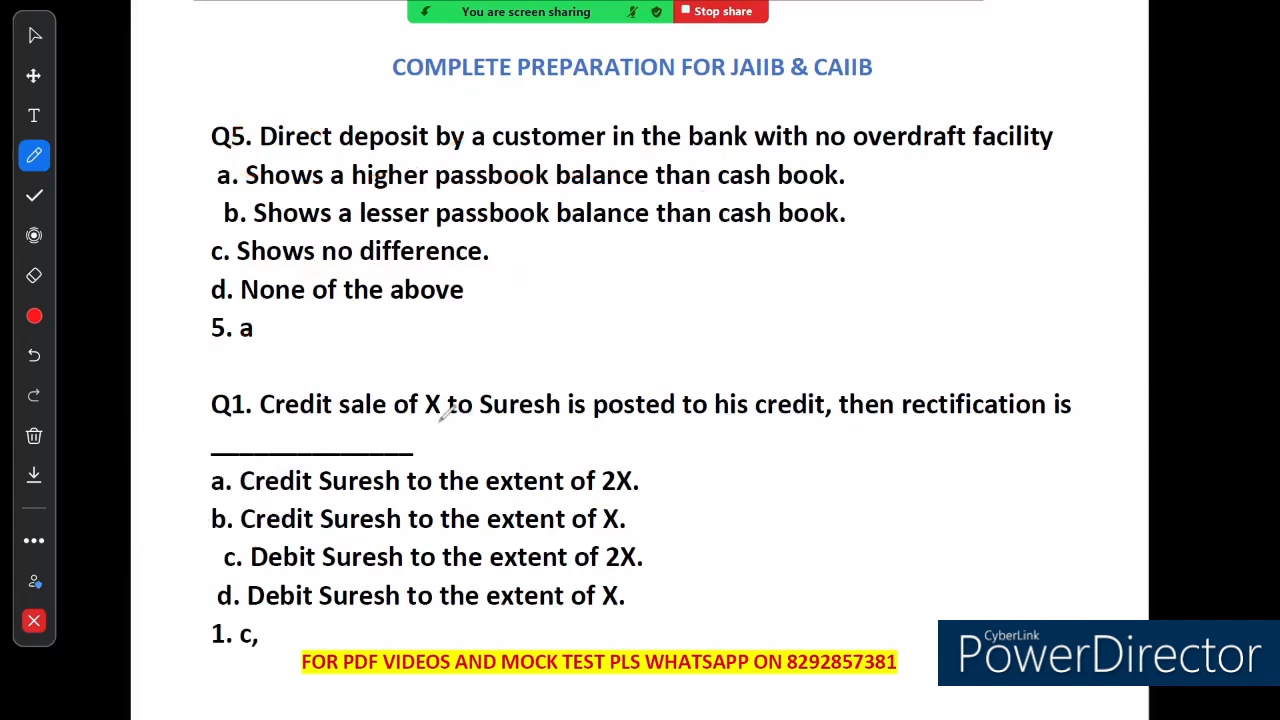 You are screen sharing
Stop share
COMPLETE PREPARATION FOR JAIIB & CAIIB
Q5. Direct deposit by a customer in the bank with no overdraft facility
a. Shows a higher passbook balance than cash book.
b. Shows a lesser passbook balance than cash book.
c. Shows no difference.
d. None of the above
5. a
Q1. Credit sale of X to Suresh is posted to his credit, then rectification is
______________
a. Credit Suresh to the extent of 2X.
b. Credit Suresh to the extent of X.
c. Debit Suresh to the extent of 2X.
d. Debit Suresh to the extent of X.
1. c,
FOR PDF VIDEOS AND MOCK TEST PLS WHATSAPP ON 8292857381
CyberLink
PowerDirector
T